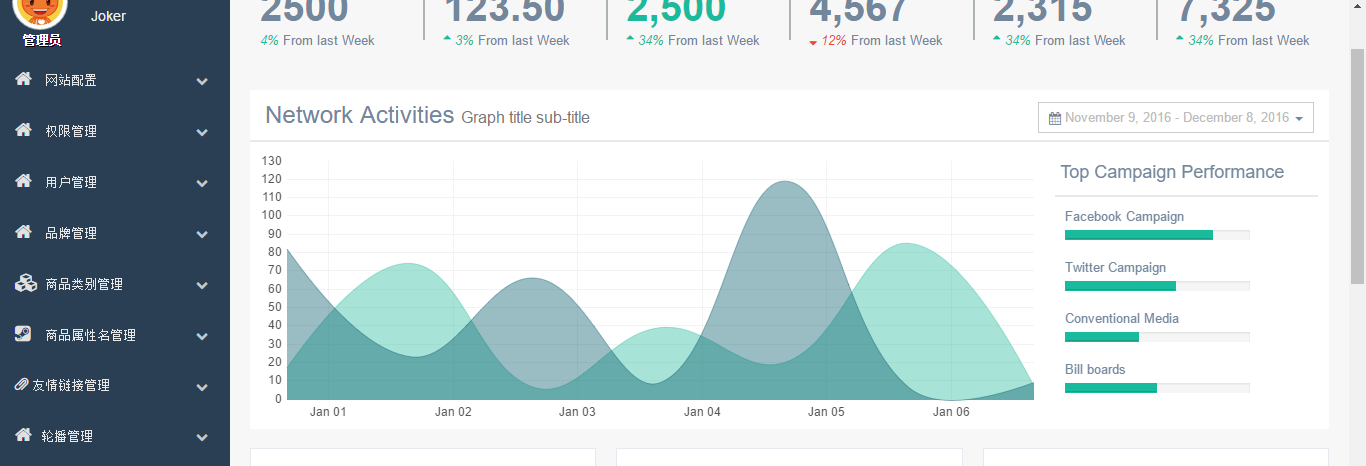 Joker
管理员
网站配置
权限管理
用户管理
品牌管理
商品类别管理
商品属性名管理
友情链接管理
轮播管理
2500 123.50 2,500 4,567 2,315 7,325
4% From last Week 3% From last Week 34% From last Week 12% From last Week 34% From last Week 34% From last Week
Network Activities Graph title sub-title
November 9, 2016 - December 8, 2016
130
120
110
100
90
80
70
60
50
40
30
20
10
0
Jan 01 Jan 02 Jan 03 Jan 04 Jan 05 Jan 06
Top Campaign Performance
Facebook Campaign
Twitter Campaign
Conventional Media
Bill boards